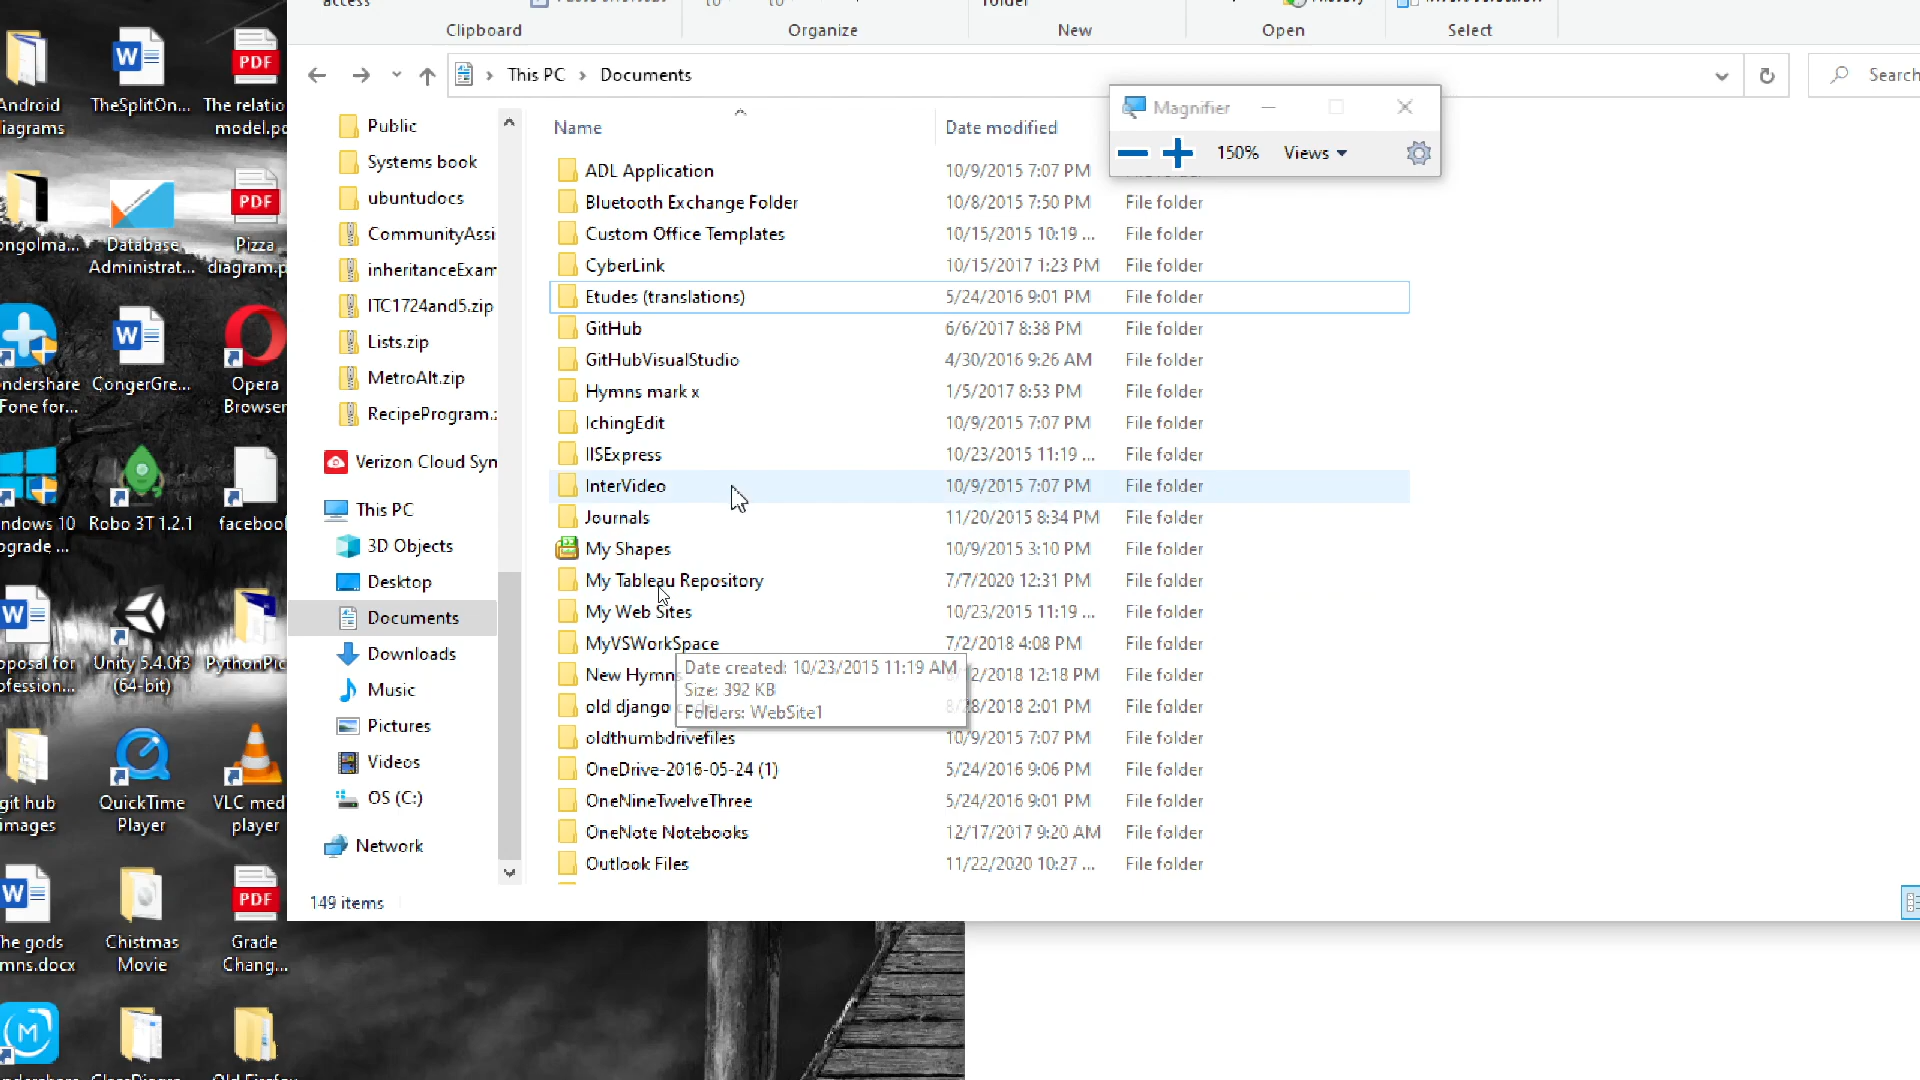 access
Clipboard
Organize
New
Open
Select
This PC
Documents
Search
Magnifier
150%
Views
Name
Date modified
Public
Systems book
ubuntudocs
CommunityAssi
inheritanceExam
ITC1724and5.zip
Lists.zip
MetroAlt.zip
RecipeProgram.z
Verizon Cloud Syn
This PC
3D Objects
Desktop
Documents
Downloads
Music
Pictures
Videos
OS (C:)
Network
ADL Application 10/9/2015 7:07 PM
Bluetooth Exchange Folder 10/8/2015 7:50 PM File folder
Custom Office Templates 10/15/2015 10:19 ... File folder
CyberLink 10/15/2017 1:23 PM File folder
Etudes (translations) 5/24/2016 9:01 PM File folder
GitHub 6/6/2017 8:38 PM File folder
GitHubVisualStudio 4/30/2016 9:26 AM File folder
Hymns mark x 1/5/2017 8:53 PM File folder
IchingEdit 10/9/2015 7:07 PM File folder
IISExpress 10/23/2015 11:19 ... File folder
InterVideo 10/9/2015 7:07 PM File folder
Journals 11/20/2015 8:34 PM File folder
My Shapes 10/9/2015 3:10 PM File folder
My Tableau Repository 7/7/2020 12:31 PM File folder
My Web Sites 10/23/2015 11:19 ... File folder
MyVSWorkSpace 7/2/2018 4:08 PM File folder
New Hymns 12/2018 12:18 PM File folder
old django 8/28/2018 2:01 PM File folder
Date created: 10/23/2015 11:19 AM
Size: 392 KB
Folders: WebSite1
oldthumbdrivefiles 10/9/2015 7:07 PM File folder
OneDrive-2016-05-24 (1) 5/24/2016 9:06 PM File folder
OneNineTwelveThree 5/24/2016 9:01 PM File folder
OneNote Notebooks 12/17/2017 9:20 AM File folder
Outlook Files 11/22/2020 10:27 ... File folder
149 items
Android
iagrams
TheSplitOn...
The relatio
model.pd
PDF
ongoIma...
Database
Administrat...
PDF
Pizza
diagram.p
ndershare
Fone for...
CongerGre...
Opera
Browser
ndows 10
pgrade ...
Robo 3T 1.2.1
facebook
oposal for
ofession...
Unity 5.4.0f3
(64-bit)
PythonPic
git hub
images
QuickTime
Player
VLC med
player
he gods
mns.docx
Chistmas
Movie
PDF
Grade
Chang...